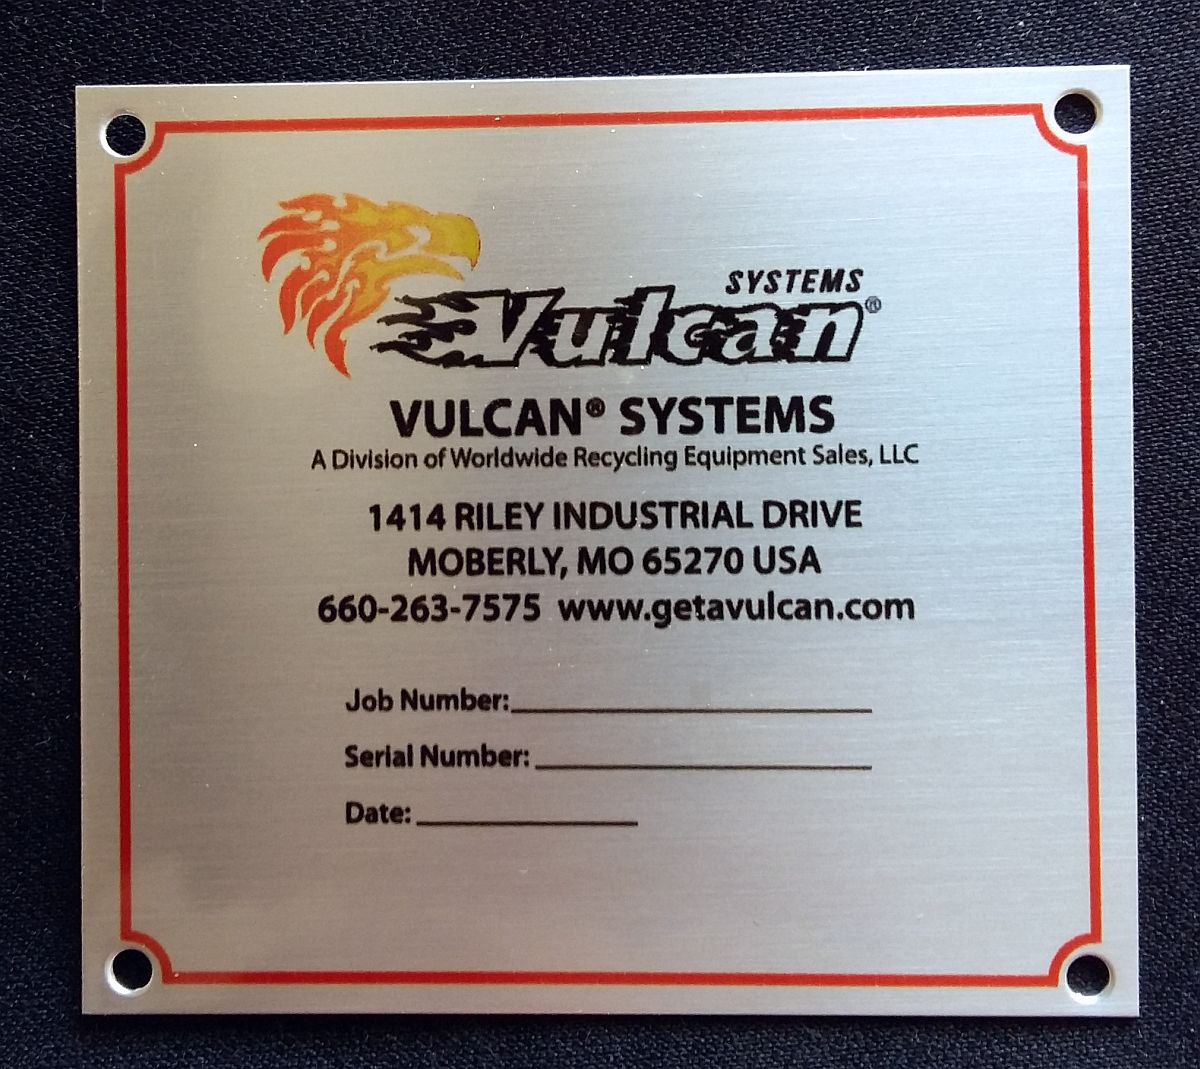 SYSTEMS
Vulcan®
VULCAN® SYSTEMS
A Division of Worldwide Recycling Equipment Sales, LLC
1414 RILEY INDUSTRIAL DRIVE
MOBERLY, MO 65270 USA
660-263-7575 www.getavulcan.com
Job Number:
Serial Number:
Date: